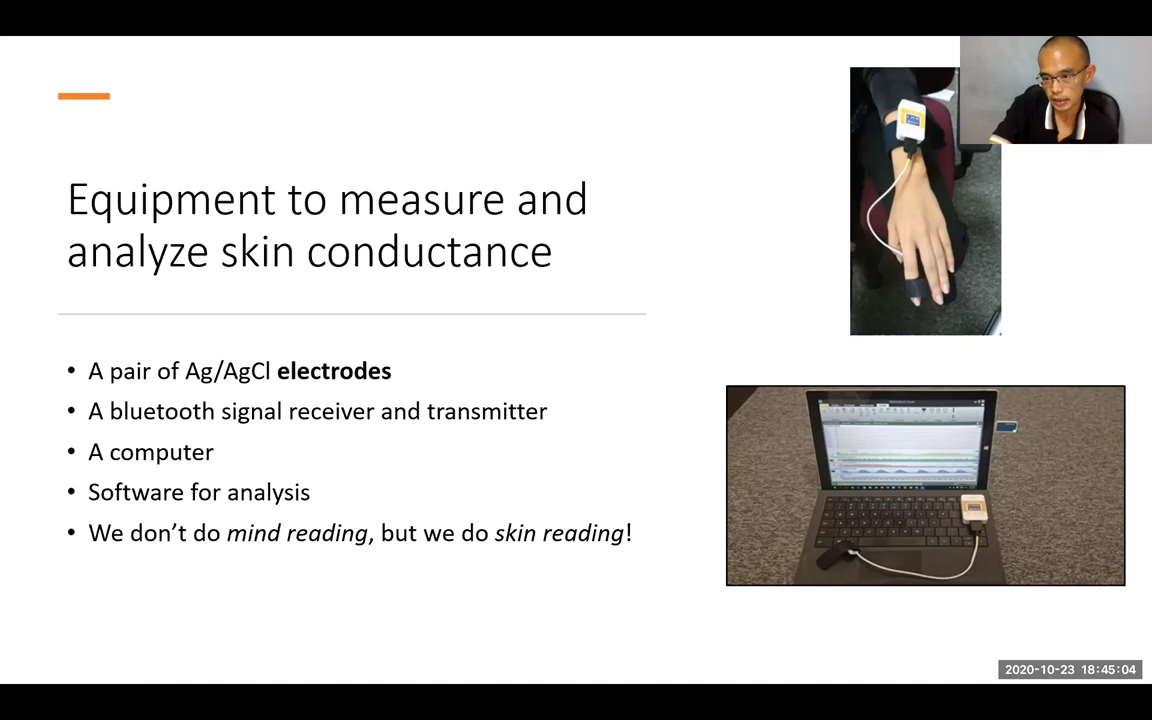 Equipment to measure and
analyze skin conductance
• A pair of Ag/AgCl electrodes
• A bluetooth signal receiver and transmitter
• A computer
• Software for analysis
• We don’t do mind reading, but we do skin reading!
2020-10-23 18:45:04